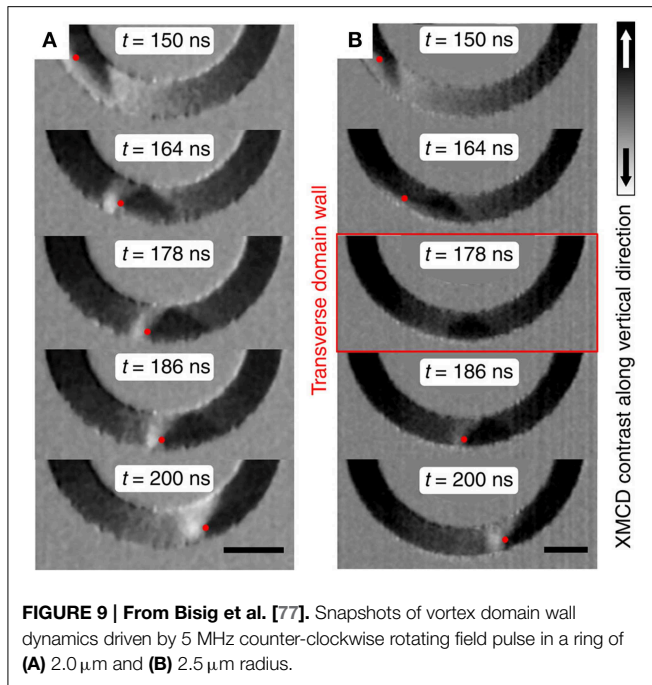 A
t = 150 ns
t = 164 ns
t = 178 ns
t = 186 ns
t = 200 ns
Transverse domain wall
B
t = 150 ns
t = 164 ns
t = 178 ns
t = 186 ns
t = 200 ns
XMCD contrast along vertical direction
FIGURE 9 | From Bisig et al. [77]. Snapshots of vortex domain wall
dynamics driven by 5 MHz counter-clockwise rotating field pulse in a ring of
(A) 2.0 μm and (B) 2.5 μm radius.